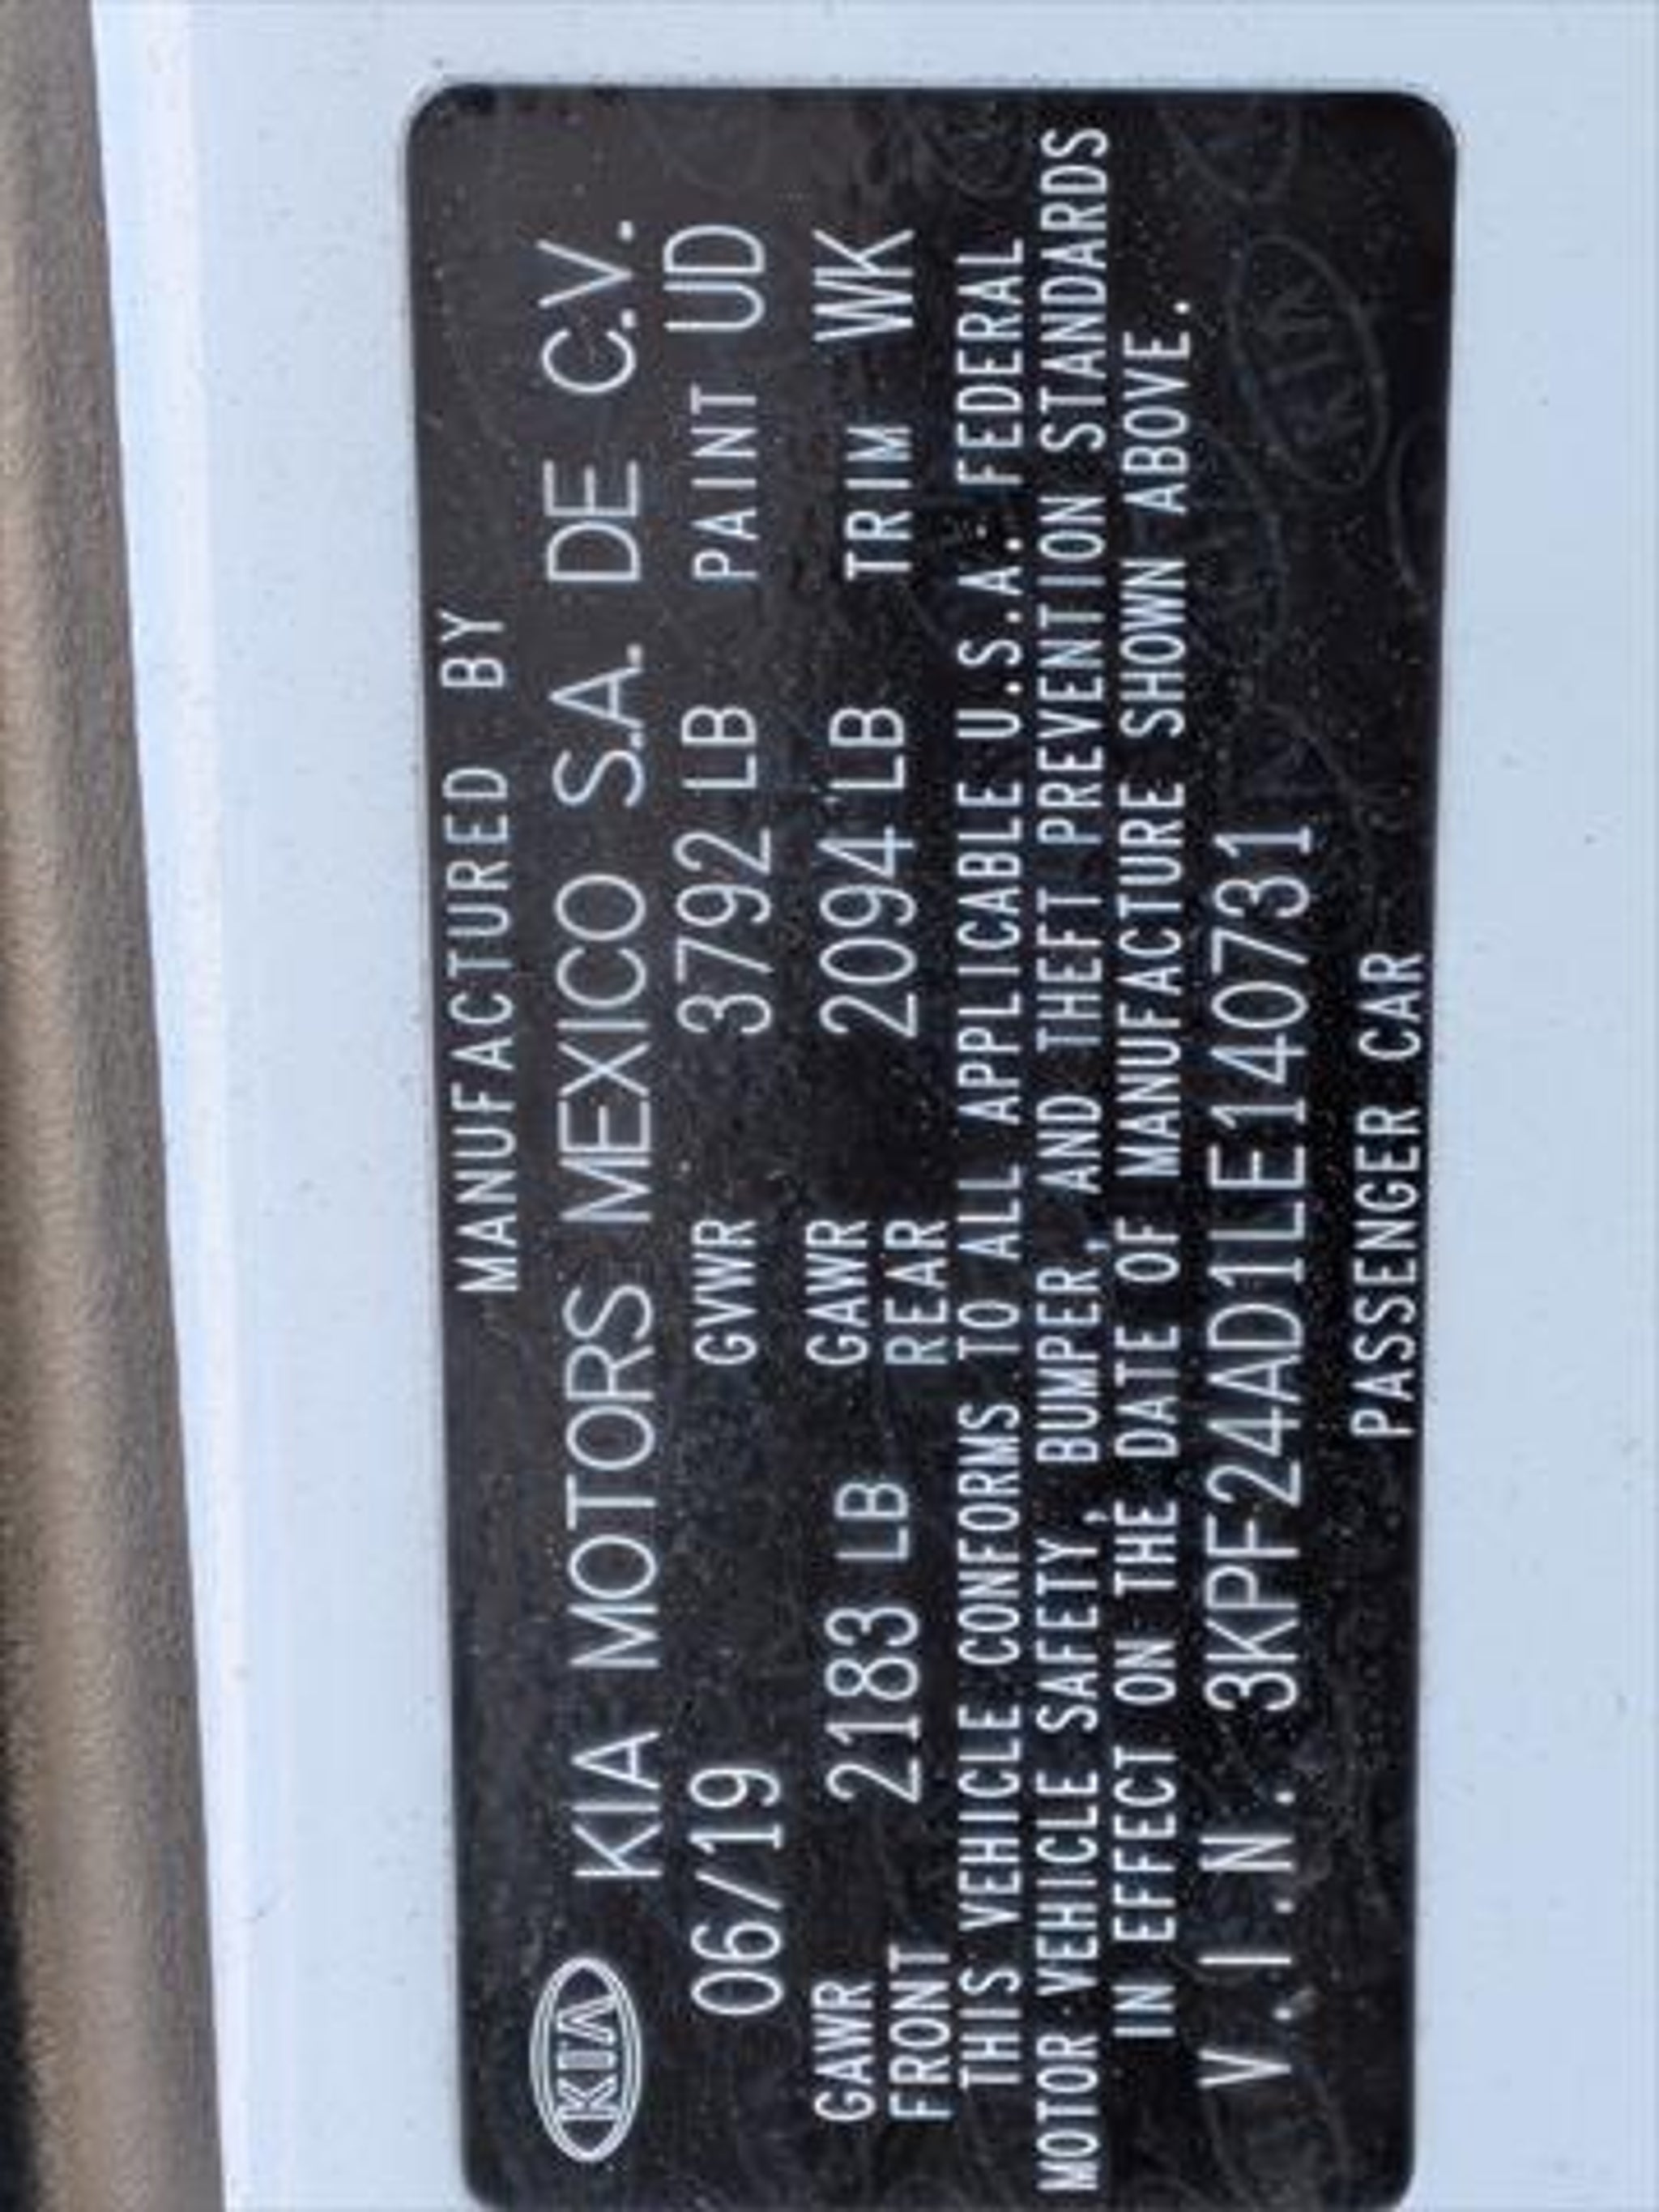 MANUFACTURED BY
KIA KIA MOTORS MEXICO S.A. DE C.V.
06/19 GVWR 3792 LB PAINT UD
GAWR FRONT 2183 LB GAWR REAR 2094 LB TRIM WK
THIS VEHICLE CONFORMS TO ALL APPLICABLE U.S.A. FEDERAL
MOTOR VEHICLE SAFETY, BUMPER, AND THEFT PREVENTION STANDARDS
IN EFFECT ON THE DATE OF MANUFACTURE SHOWN ABOVE.
V.I.N. 3KPF24AD1LE140731
PASSENGER CAR